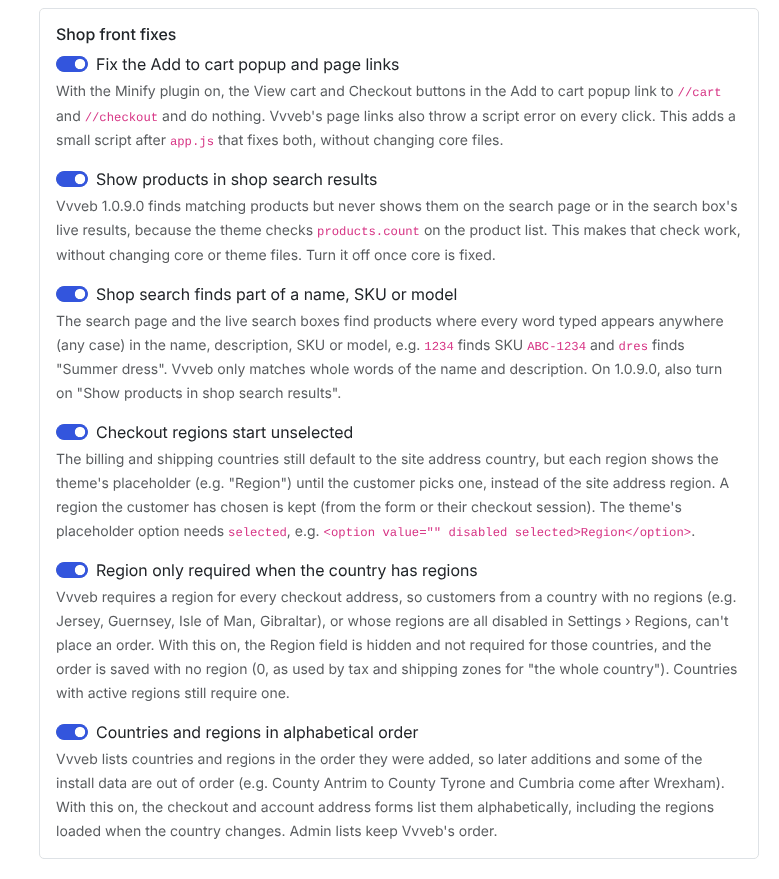 Shop front fixes
Fix the Add to cart popup and page links
With the Minify plugin on, the View cart and Checkout buttons in the Add to cart popup link to //cart
and //checkout and do nothing. Vvveb's page links also throw a script error on every click. This adds a
small script after app.js that fixes both, without changing core files.
Show products in shop search results
Vvveb 1.0.9.0 finds matching products but never shows them on the search page or in the search box's
live results, because the theme checks products.count on the product list. This makes that check work,
without changing core or theme files. Turn it off once core is fixed.
Shop search finds part of a name, SKU or model
The search page and the live search boxes find products where every word typed appears anywhere
(any case) in the name, description, SKU or model, e.g. 1234 finds SKU ABC-1234 and dres finds
"Summer dress". Vvveb only matches whole words of the name and description. On 1.0.9.0, also turn
on "Show products in shop search results".
Checkout regions start unselected
The billing and shipping countries still default to the site address country, but each region shows the
theme's placeholder (e.g. "Region") until the customer picks one, instead of the site address region. A
region the customer has chosen is kept (from the form or their checkout session). The theme's
placeholder option needs selected, e.g. <option value="" disabled selected>Region</option>.
Region only required when the country has regions
Vvveb requires a region for every checkout address, so customers from a country with no regions (e.g.
Jersey, Guernsey, Isle of Man, Gibraltar), or whose regions are all disabled in Settings › Regions, can't
place an order. With this on, the Region field is hidden and not required for those countries, and the
order is saved with no region (0, as used by tax and shipping zones for "the whole country"). Countries
with active regions still require one.
Countries and regions in alphabetical order
Vvveb lists countries and regions in the order they were added, so later additions and some of the
install data are out of order (e.g. County Antrim to County Tyrone and Cumbria come after Wrexham).
With this on, the checkout and account address forms list them alphabetically, including the regions
loaded when the country changes. Admin lists keep Vvveb's order.